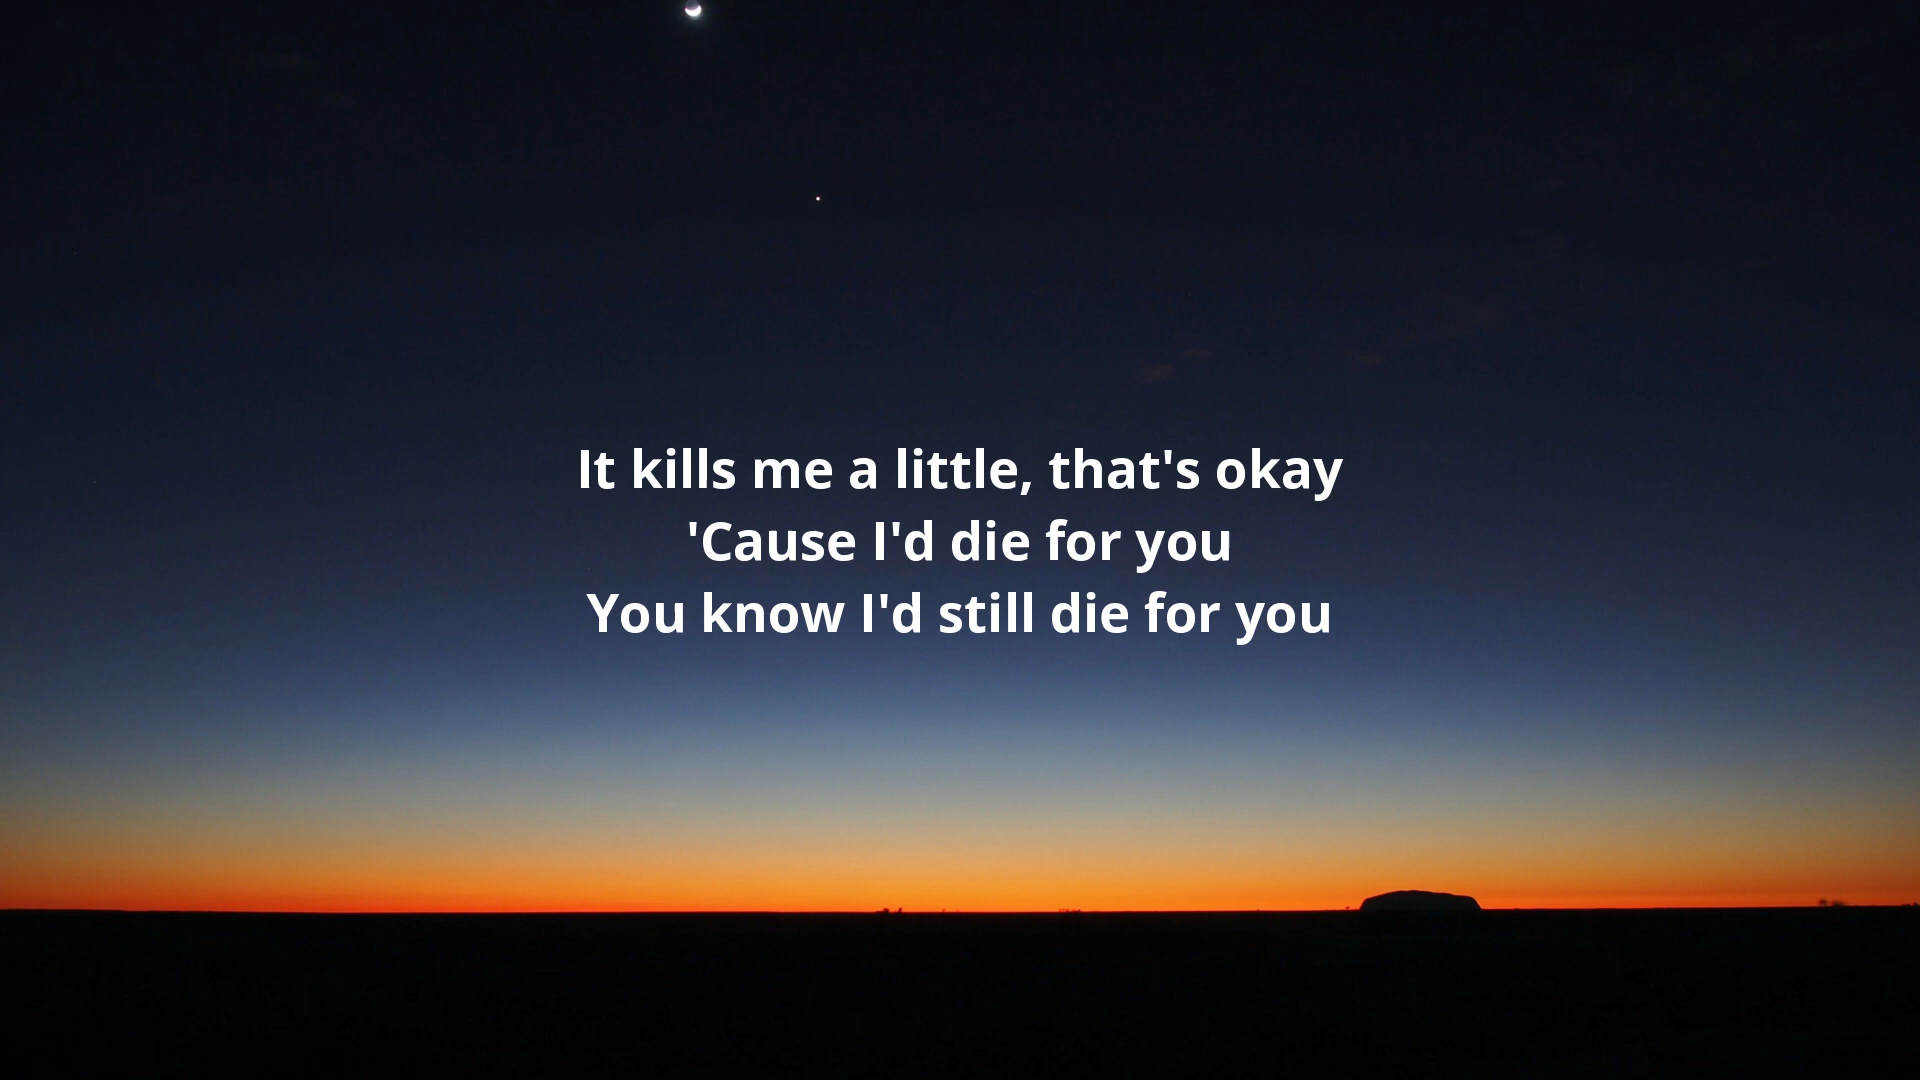 It kills me a little, that's okay
'Cause I'd die for you
You know I'd still die for you